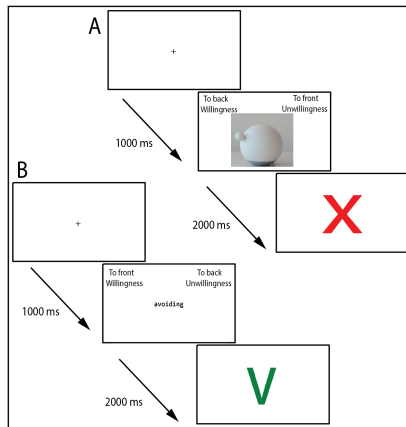 A
+
To back To front
Willingness Unwillingness
1000 ms
B
X
2000 ms
+
To front To back
Willingness Unwillingness
avoiding
1000 ms
V
2000 ms